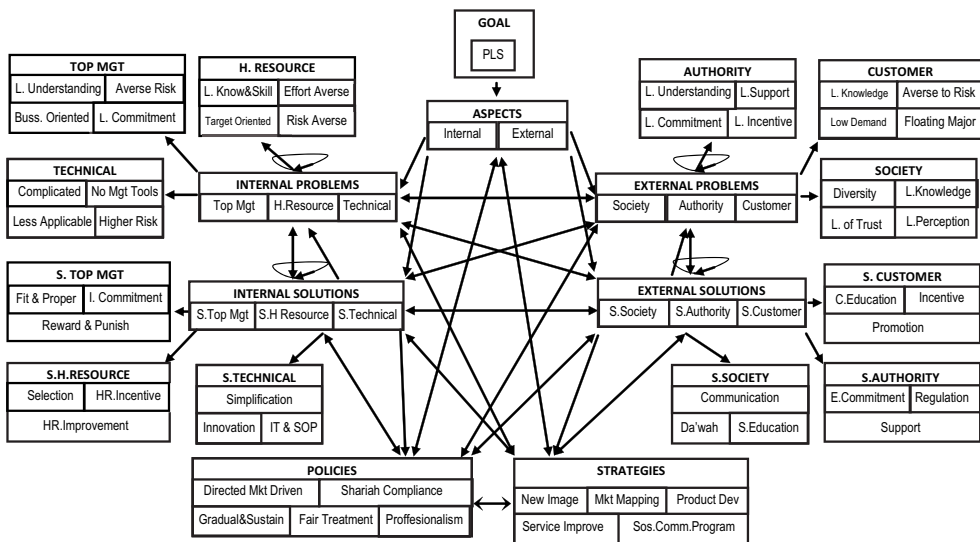 GOAL
PLS
TOP MGT
L. Understanding Averse Risk
Buss. Oriented L. Commitment
H. RESOURCE
L. Know&Skill Effort Averse
Target Oriented Risk Averse
ASPECTS
Internal External
AUTHORITY
L. Understanding L.Support
L. Commitment L. Incentive
CUSTOMER
L. Knowledge Averse to Risk
Low Demand Floating Major
TECHNICAL
Complicated No Mgt Tools
Less Applicable Higher Risk
INTERNAL PROBLEMS
Top Mgt H.Resource Technical
EXTERNAL PROBLEMS
Society Authority Customer
SOCIETY
Diversity L.Knowledge
L. of Trust L.Perception
S. TOP MGT
Fit & Proper I. Commitment
Reward & Punish
INTERNAL SOLUTIONS
S.Top Mgt S.H Resource S.Technical
EXTERNAL SOLUTIONS
S.Society S.Authority S.Customer
S. CUSTOMER
C.Education Incentive
Promotion
S.H.RESOURCE
Selection HR.Incentive
HR.Improvement
S.TECHNICAL
Simplification
Innovation IT & SOP
S.SOCIETY
Communication
Da'wah S.Education
S.AUTHORITY
E.Commitment Regulation
Support
POLICIES
Directed Mkt Driven Shariah Compliance
Gradual&Sustain Fair Treatment Proffesionalism
STRATEGIES
New Image Mkt Mapping Product Dev
Service Improve Sos.Comm.Program